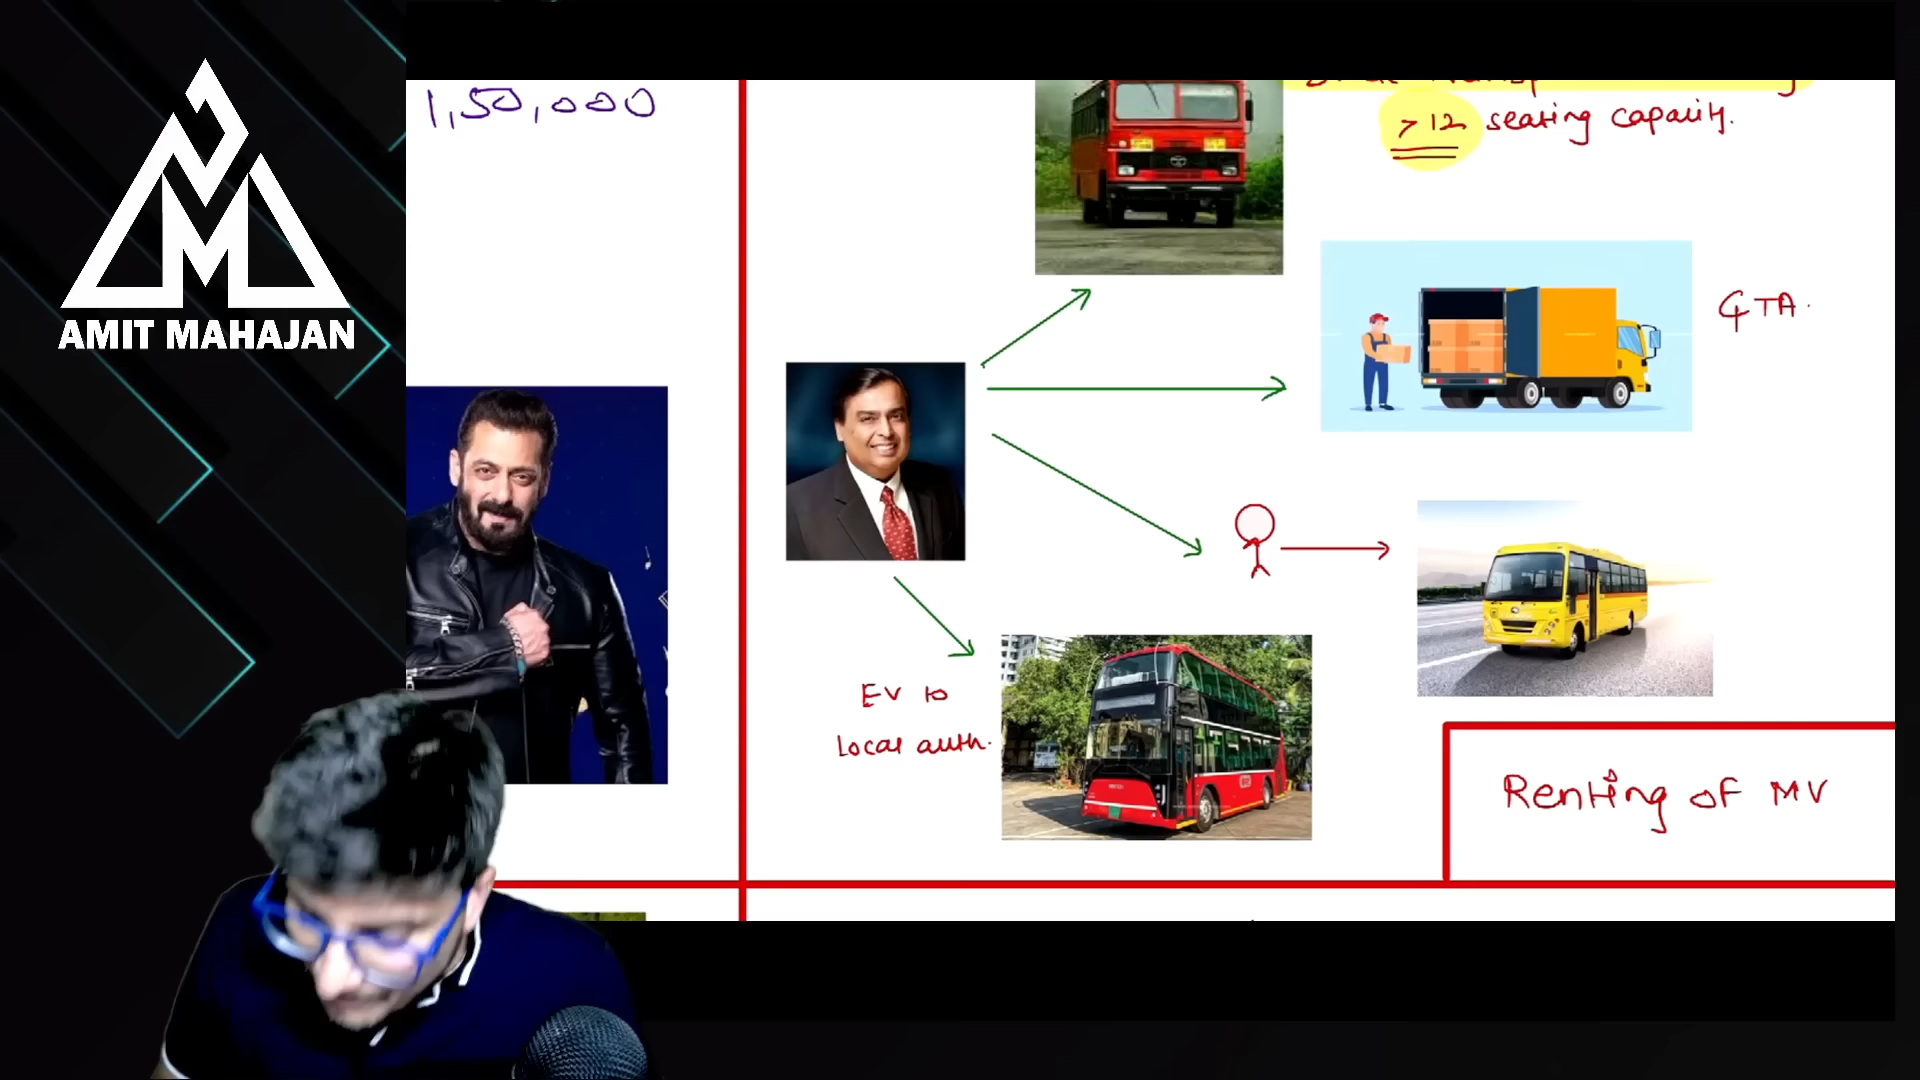 AMIT MAHAJAN
1,50,000
> 12 seating capacity.
GTA.
EV to
Local auth.
Renting of MV